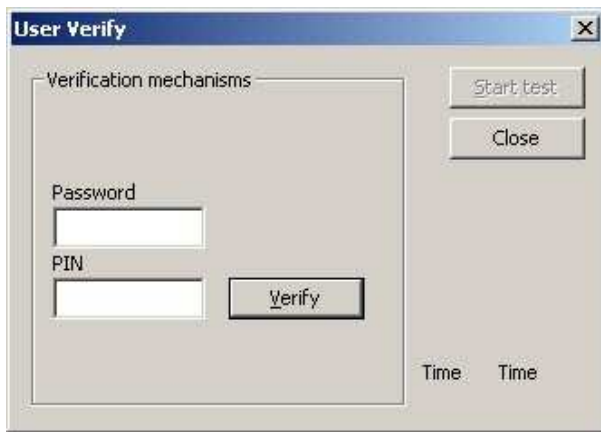 User Verify
Verification mechanisms
Start test
Close
Password
PIN
Verify
Time Time